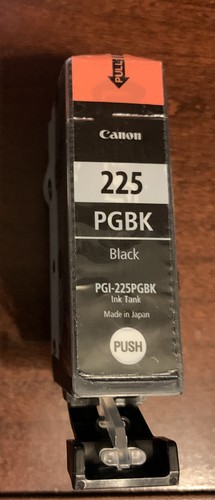 PULL
Canon
225
PGBK
Black
PGI-225PGBK
Ink Tank
Made in Japan
PUSH